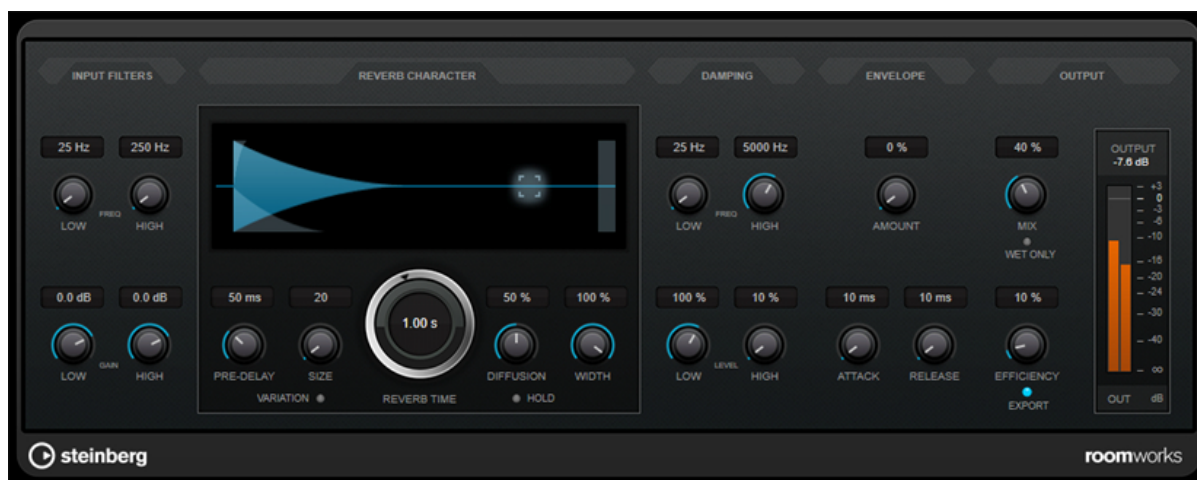 INPUT FILTERS
REVERB CHARACTER
DAMPING
ENVELOPE
OUTPUT
25 Hz
250 Hz
LOW
FREQ
HIGH
0.0 dB
0.0 dB
LOW
GAIN
HIGH
50 ms
20
1.00 s
50 %
100 %
PRE-DELAY
SIZE
DIFFUSION
WIDTH
VARIATION
REVERB TIME
HOLD
25 Hz
5000 Hz
LOW
FREQ
HIGH
100 %
10 %
LOW
LEVEL
HIGH
0 %
AMOUNT
10 ms
10 ms
ATTACK
RELEASE
40 %
MIX
WET ONLY
10 %
EFFICIENCY
EXPORT
OUTPUT
-7.6 dB
+3
0
-3
-6
-10
-16
-20
-24
-30
-40
∞
OUT dB
steinberg
roomworks